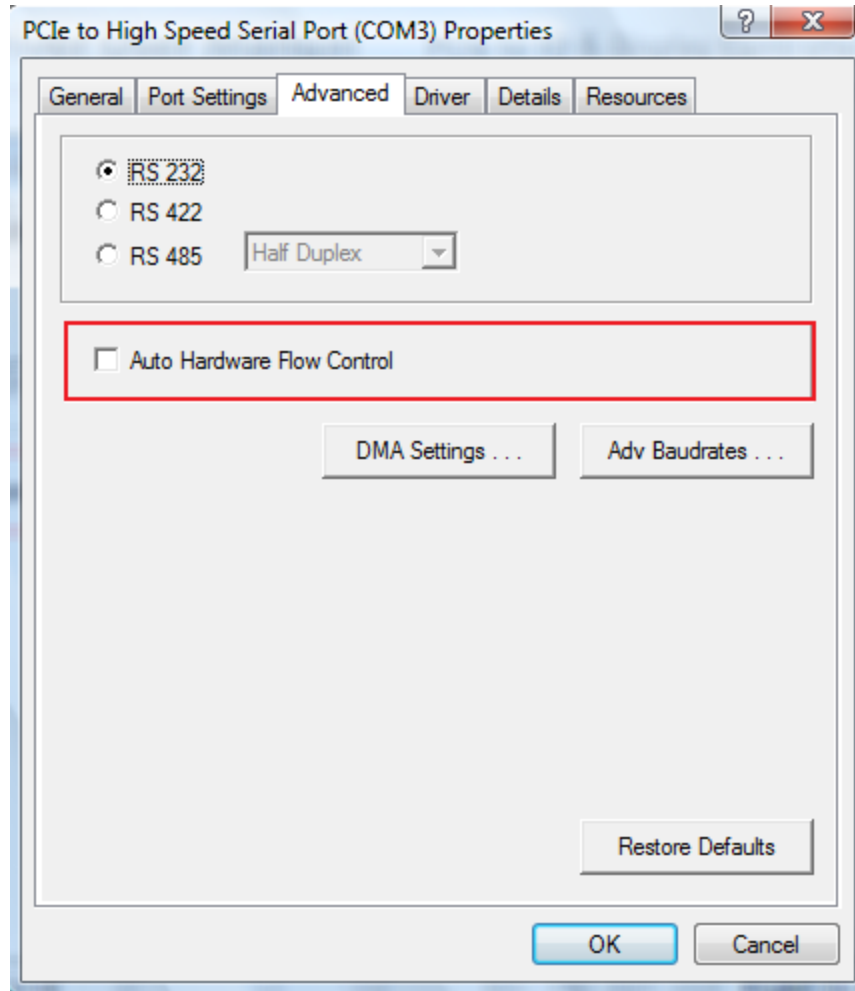 PCIe to High Speed Serial Port (COM3) Properties
General Port Settings Advanced Driver Details Resources
RS 232
RS 422
RS 485 Half Duplex
Auto Hardware Flow Control
DMA Settings . . . Adv Baudrates . . .
Restore Defaults
OK Cancel